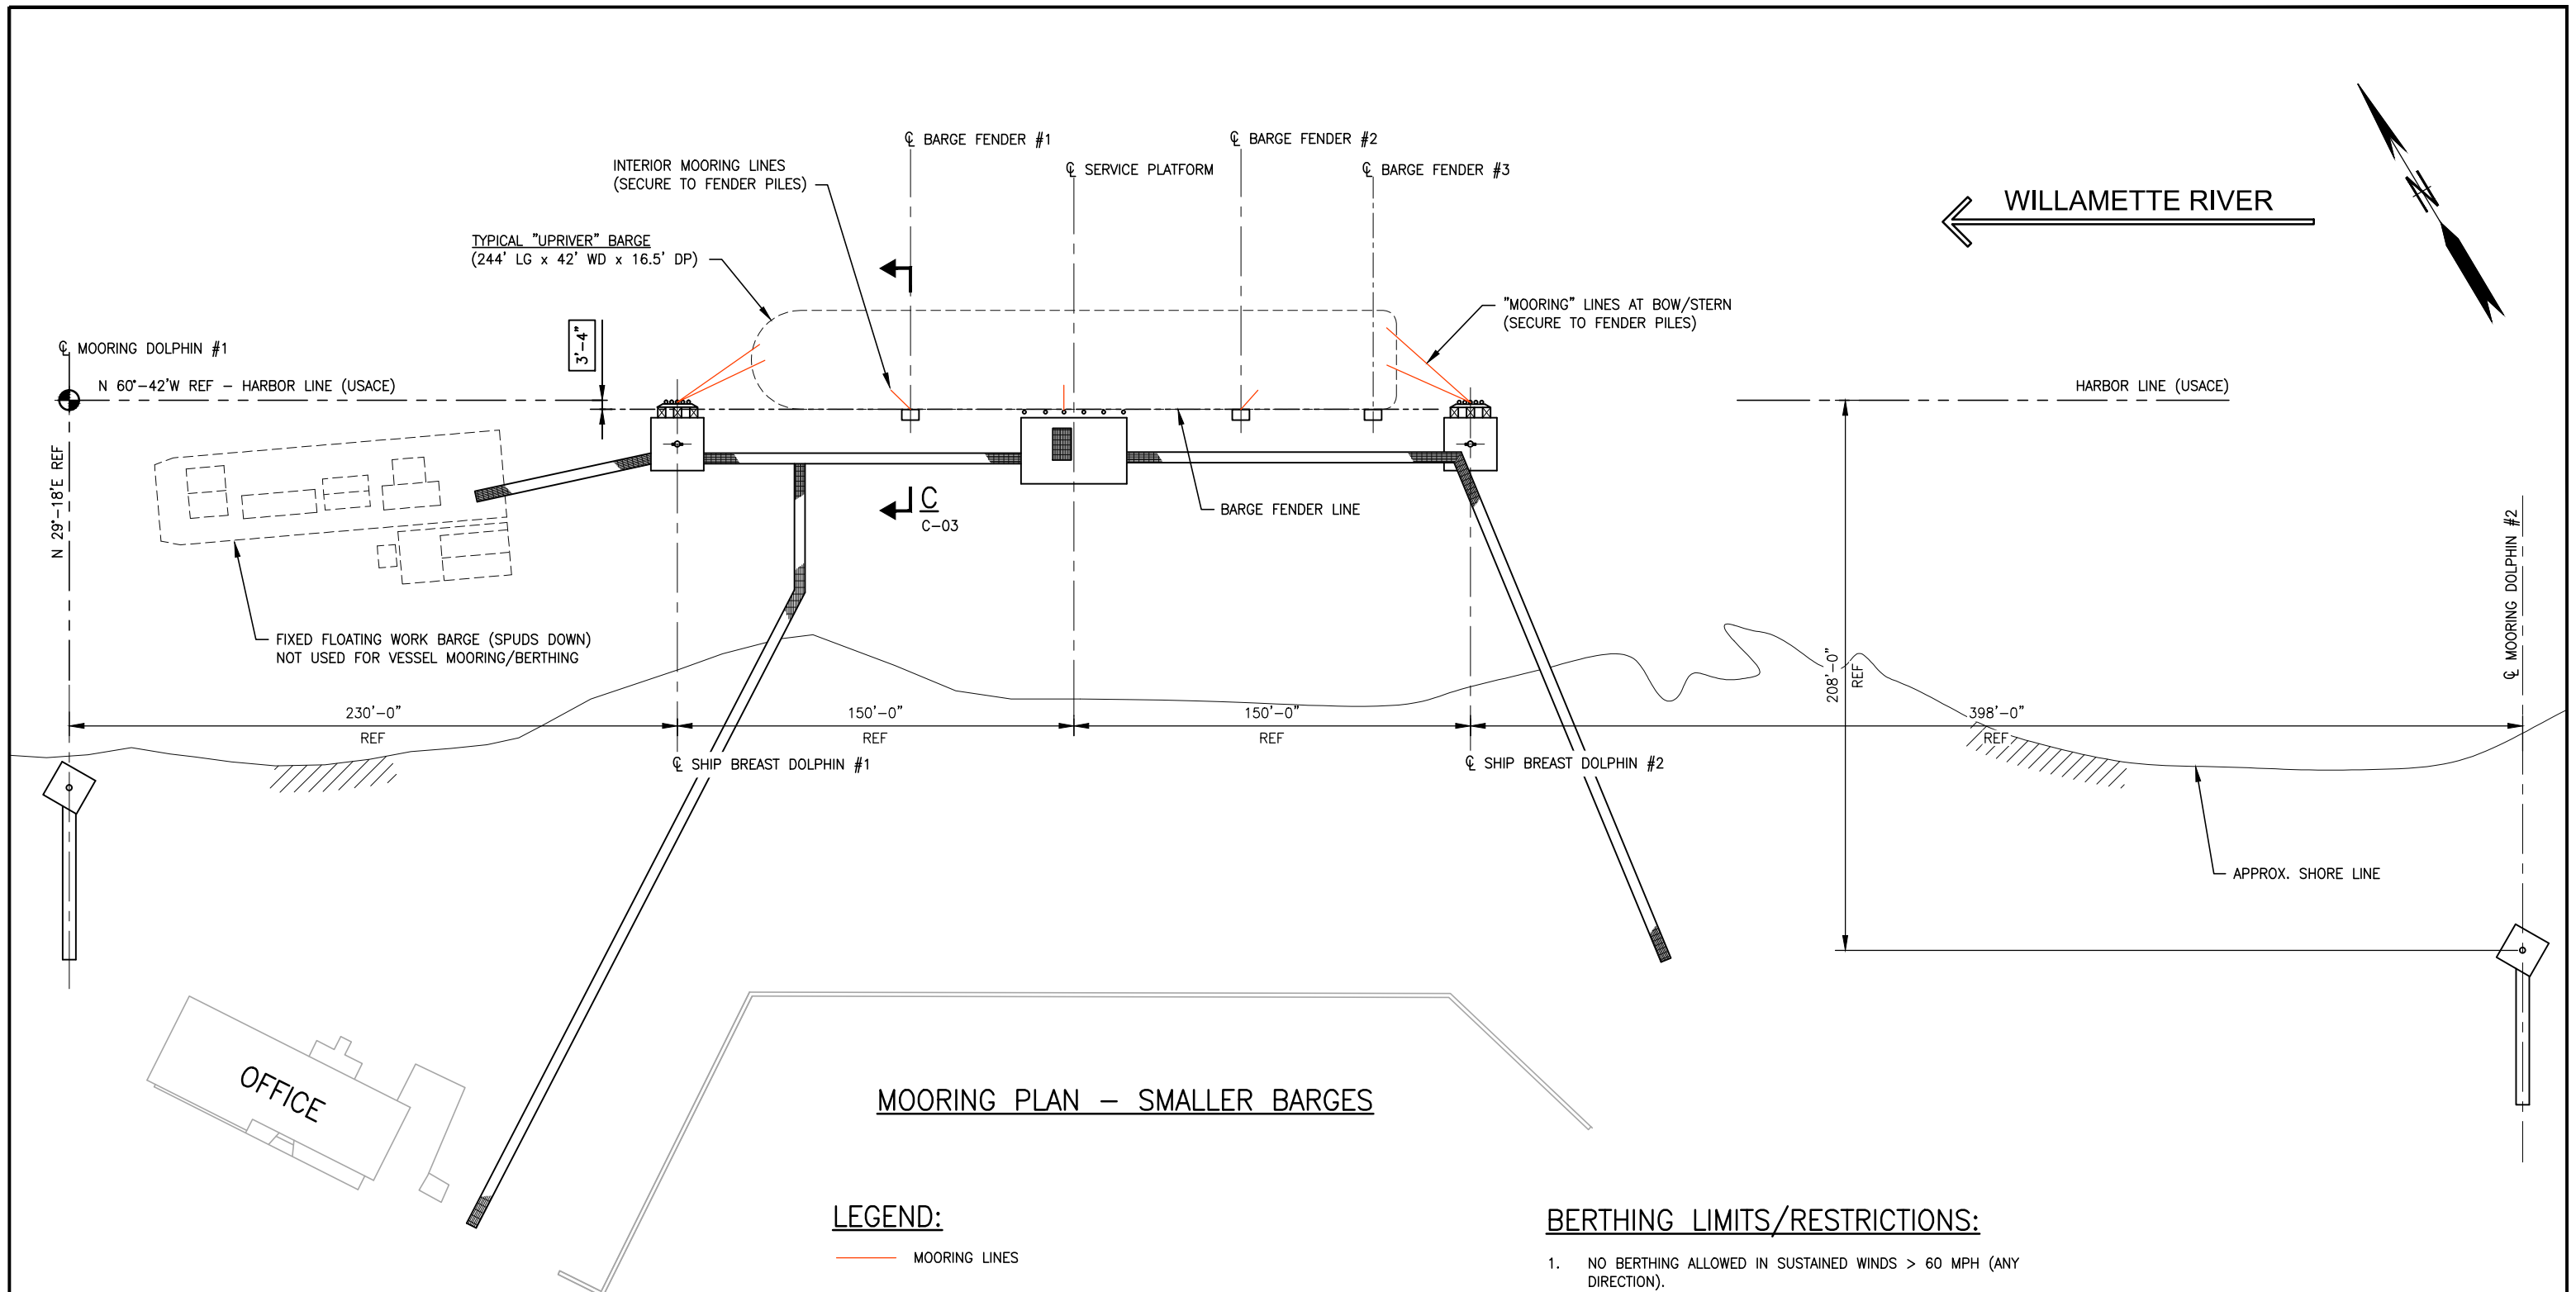 ℄ BARGE FENDER #1
℄ BARGE FENDER #2
INTERIOR MOORING LINES
(SECURE TO FENDER PILES)
℄ SERVICE PLATFORM
℄ BARGE FENDER #3
WILLAMETTE RIVER
N
TYPICAL "UPRIVER" BARGE
(244' LG x 42' WD x 16.5' DP)
"MOORING" LINES AT BOW/STERN
(SECURE TO FENDER PILES)
3'-4"
℄ MOORING DOLPHIN #1
N 60°-42'W REF - HARBOR LINE (USACE)
HARBOR LINE (USACE)
N 29°-18'E REF
C
C-03
BARGE FENDER LINE
℄ MOORING DOLPHIN #2
FIXED FLOATING WORK BARGE (SPUDS DOWN)
NOT USED FOR VESSEL MOORING/BERTHING
208'-0"
REF
230'-0"
REF
150'-0"
REF
150'-0"
REF
398'-0"
REF
℄ SHIP BREAST DOLPHIN #1
℄ SHIP BREAST DOLPHIN #2
APPROX. SHORE LINE
OFFICE
MOORING PLAN - SMALLER BARGES
LEGEND:
MOORING LINES
BERTHING LIMITS/RESTRICTIONS:
1. NO BERTHING ALLOWED IN SUSTAINED WINDS > 60 MPH (ANY
DIRECTION).